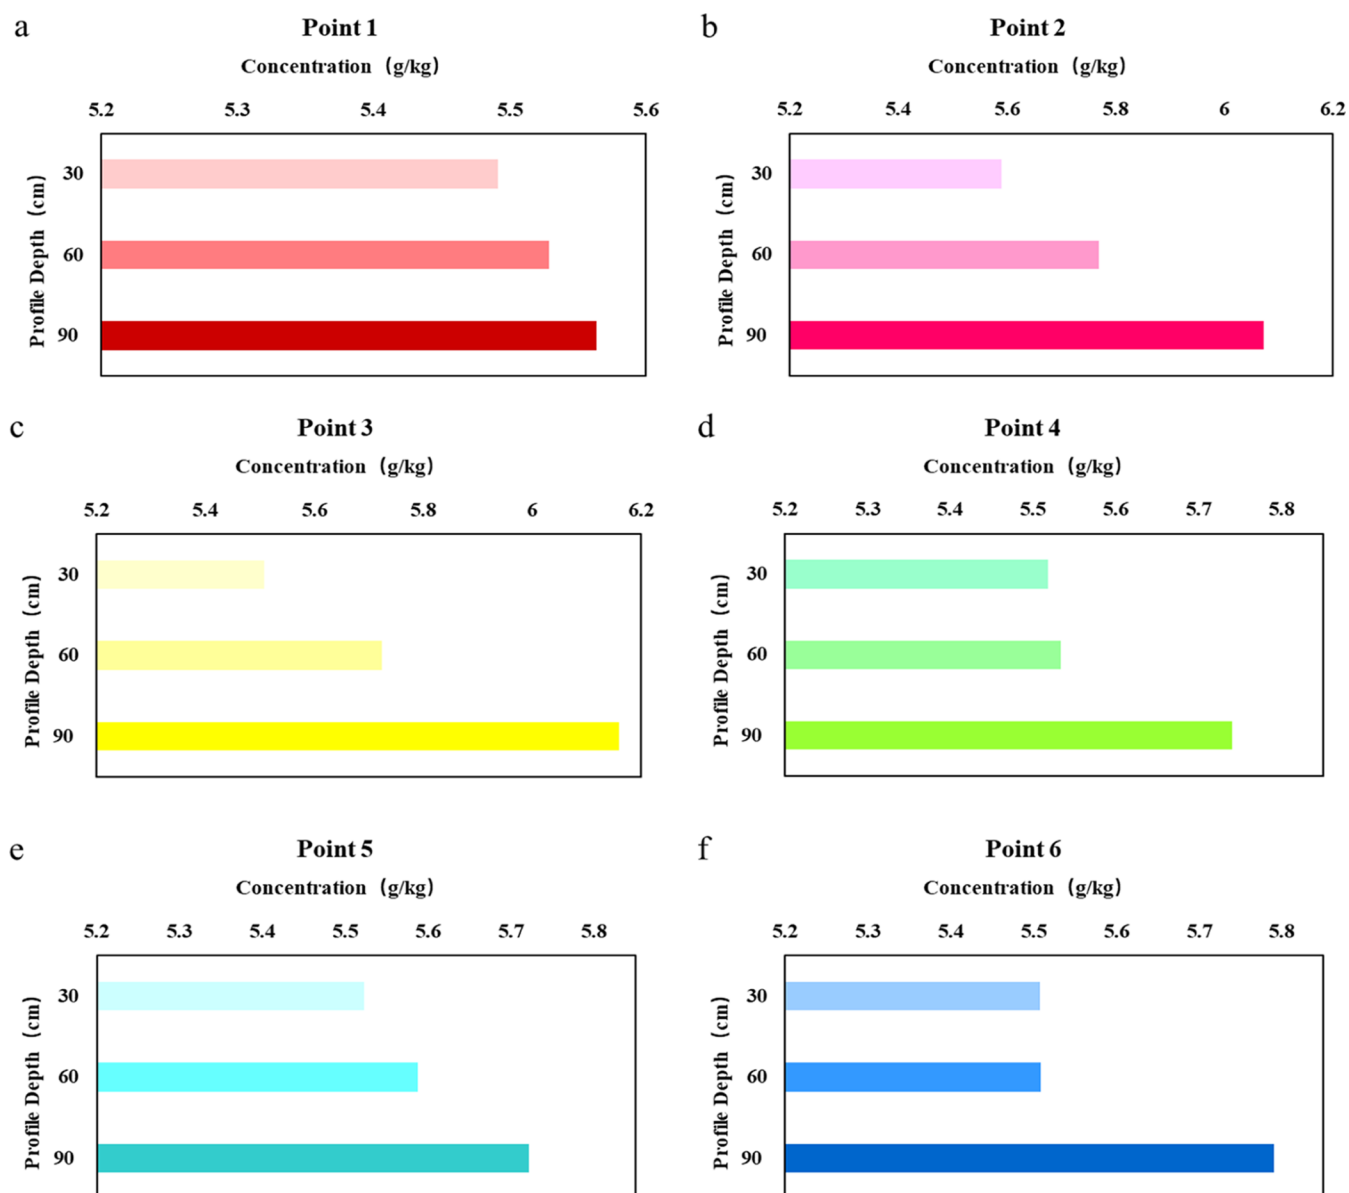 a
Point 1
Concentration（g/kg）
5.2 5.3 5.4 5.5 5.6
Profile Depth（cm）
30
60
90
b
Point 2
Concentration（g/kg）
5.2 5.4 5.6 5.8 6 6.2
Profile Depth（cm）
30
60
90
c
Point 3
Concentration（g/kg）
5.2 5.4 5.6 5.8 6 6.2
Profile Depth（cm）
30
60
90
d
Point 4
Concentration（g/kg）
5.2 5.3 5.4 5.5 5.6 5.7 5.8
Profile Depth（cm）
30
60
90
e
Point 5
Concentration（g/kg）
5.2 5.3 5.4 5.5 5.6 5.7 5.8
Profile Depth（cm）
30
60
90
f
Point 6
Concentration（g/kg）
5.2 5.3 5.4 5.5 5.6 5.7 5.8
Profile Depth（cm）
30
60
90